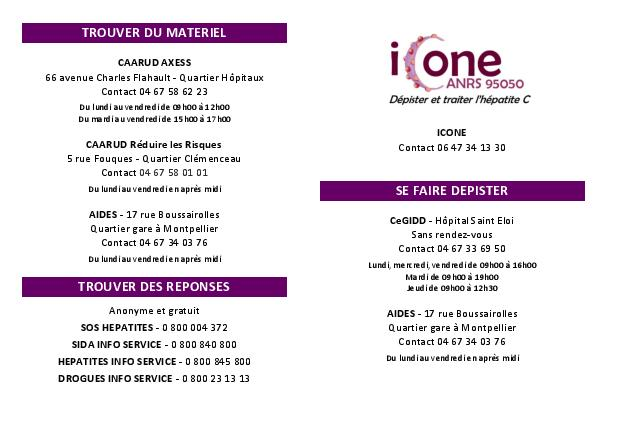 TROUVER DU MATERIEL
CAARUD AXESS
66 avenue Charles Flahault - Quartier Hôpitaux
Contact 04 67 58 62 23
Du lundi au vendredi de 09h00 à 12h00
Du mardi au vendredi de 15h00 à 17h00
CAARUD Réduire les Risques
5 rue Fouques - Quartier Clémenceau
Contact 04 67 58 01 01
Du lundi au vendredi en après midi
AIDES - 17 rue Boussairolles
Quartier gare à Montpellier
Contact 04 67 34 03 76
Du lundi au vendredi en après midi
TROUVER DES REPONSES
Anonyme et gratuit
SOS HEPATITES - 0 800 004 372
SIDA INFO SERVICE - 0 800 840 800
HEPATITES INFO SERVICE - 0 800 845 800
DROGUES INFO SERVICE - 0 800 23 13 13
icone
ANRS 95050
Dépister et traiter l'hépatite C
ICONE
Contact 06 47 34 13 30
SE FAIRE DEPISTER
CeGIDD - Hôpital Saint Eloi
Sans rendez-vous
Contact 04 67 33 69 50
Lundi, mercredi, vendredi de 09h00 à 16h00
Mardi de 09h00 à 19h00
Jeudi de 09h00 à 12h30
AIDES - 17 rue Boussairolles
Quartier gare à Montpellier
Contact 04 67 34 03 76
Du lundi au vendredi en après midi